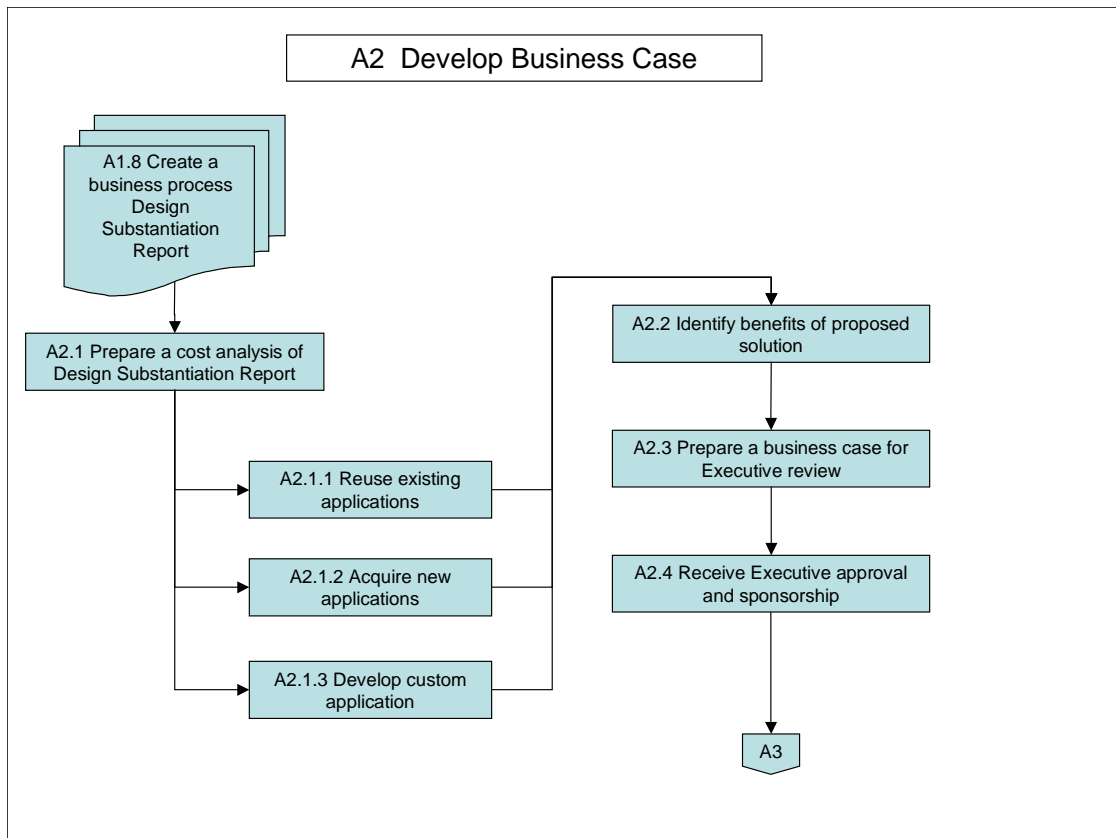 A2  Develop Business Case
A1.8 Create a
business process
Design
Substantiation
Report
A2.1 Prepare a cost analysis of
Design Substantiation Report
A2.1.1 Reuse existing
applications
A2.1.2 Acquire new
applications
A2.1.3 Develop custom
application
A2.2 Identify benefits of proposed
solution
A2.3 Prepare a business case for
Executive review
A2.4 Receive Executive approval
and sponsorship
A3